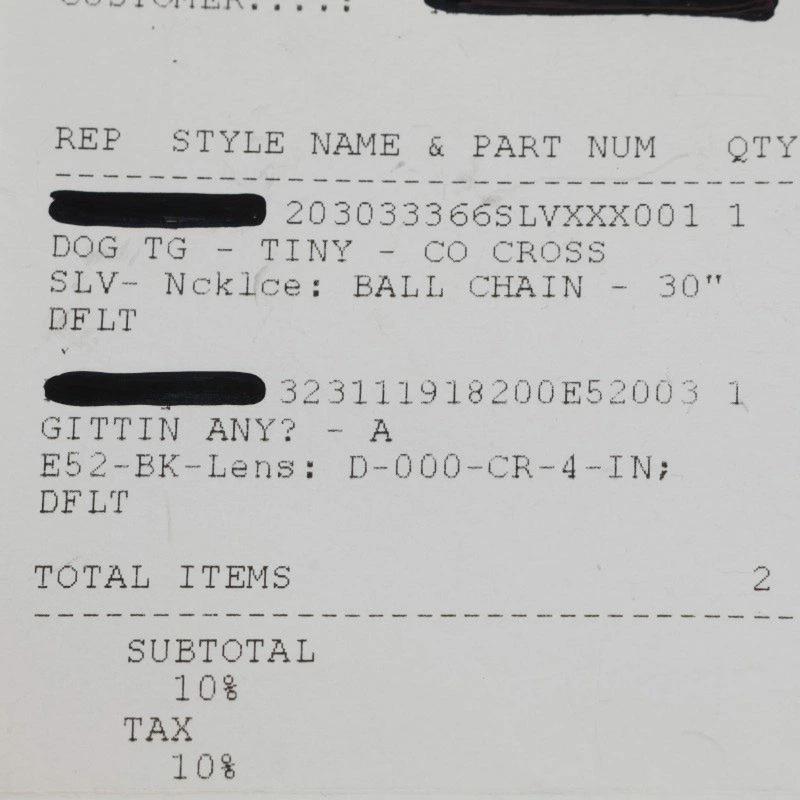 CUSTOMER....:
REP STYLE NAME & PART NUM QTY
203033366SLVXXX001 1
DOG TG - TINY - CO CROSS
SLV- Ncklce: BALL CHAIN - 30"
DFLT
323111918200E52003 1
GITTIN ANY? - A
E52-BK-Lens: D-000-CR-4-IN;
DFLT
TOTAL ITEMS 2
SUBTOTAL
10%
TAX
10%